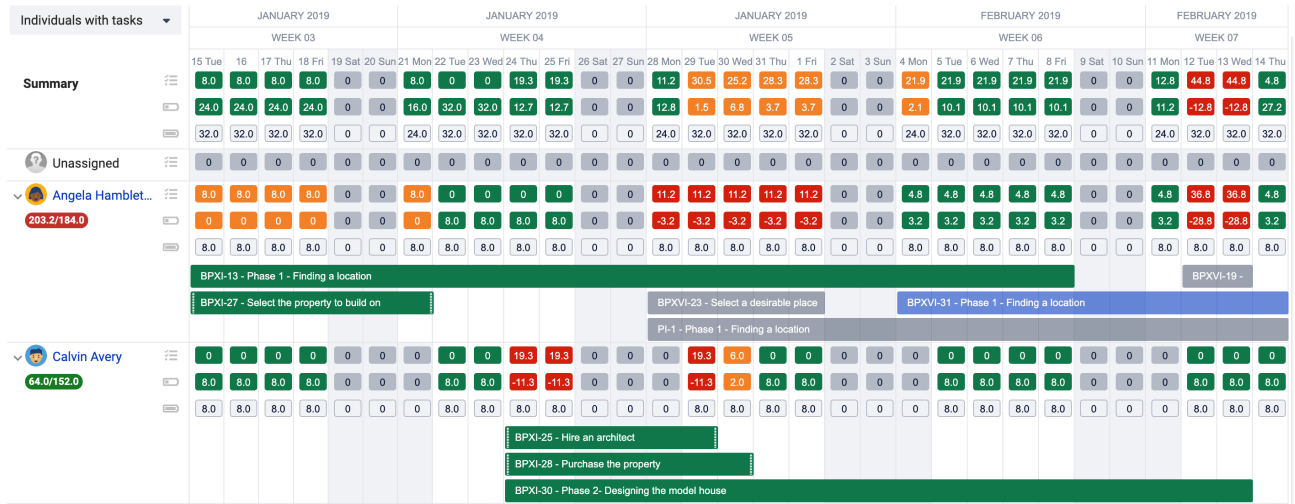 Individuals with tasks
JANUARY 2019 JANUARY 2019 JANUARY 2019 FEBRUARY 2019 FEBRUARY 2019
WEEK 03 WEEK 04 WEEK 05 WEEK 06 WEEK 07
15 Tue 16 17 Thu 18 Fri 19 Sat 20 Sun 21 Mon 22 Tue 23 Wed 24 Thu 25 Fri 26 Sat 27 Sun 28 Mon 29 Tue 30 Wed 31 Thu 1 Fri 2 Sat 3 Sun 4 Mon 5 Tue 6 Wed 7 Thu 8 Fri 9 Sat 10 Sun 11 Mon 12 Tue 13 Wed 14 Thu
Summary 8.0 8.0 8.0 8.0 0 0 8.0 0 0 19.3 19.3 0 0 11.2 30.5 25.2 28.3 28.3 0 0 21.9 21.9 21.9 21.9 21.9 0 0 12.8 44.8 44.8 4.8
24.0 24.0 24.0 24.0 0 0 16.0 32.0 32.0 12.7 12.7 0 0 12.8 1.5 6.8 3.7 3.7 0 0 2.1 10.1 10.1 10.1 10.1 0 0 11.2 -12.8 -12.8 27.2
32.0 32.0 32.0 32.0 0 0 24.0 32.0 32.0 32.0 32.0 0 0 24.0 32.0 32.0 32.0 32.0 0 0 24.0 32.0 32.0 32.0 32.0 0 0 24.0 32.0 32.0 32.0
Unassigned 0 0 0 0 0 0 0 0 0 0 0 0 0 0 0 0 0 0 0 0 0 0 0 0 0 0 0 0 0 0 0
Angela Hamblet... 8.0 8.0 8.0 8.0 0 0 8.0 0 0 0 0 0 0 11.2 11.2 11.2 11.2 11.2 0 0 4.8 4.8 4.8 4.8 4.8 0 0 4.8 36.8 36.8 4.8
203.2/184.0 0 0 0 0 0 0 0 8.0 8.0 8.0 8.0 0 0 -3.2 -3.2 -3.2 -3.2 -3.2 0 0 3.2 3.2 3.2 3.2 3.2 0 0 3.2 -28.8 -28.8 3.2
8.0 8.0 8.0 8.0 0 0 8.0 8.0 8.0 8.0 8.0 0 0 8.0 8.0 8.0 8.0 8.0 0 0 8.0 8.0 8.0 8.0 8.0 0 0 8.0 8.0 8.0 8.0
BPXI-13 - Phase 1 - Finding a location BPXVI-19 -
BPXI-27 - Select the property to build on BPXVI-23 - Select a desirable place BPXVI-31 - Phase 1 - Finding a location
PI-1 - Phase 1 - Finding a location
Calvin Avery 0 0 0 0 0 0 0 0 0 19.3 19.3 0 0 0 19.3 6.0 0 0 0 0 0 0 0 0 0 0 0 0 0 0 0
64.0/152.0 8.0 8.0 8.0 8.0 0 0 0 8.0 8.0 -11.3 -11.3 0 0 0 -11.3 2.0 8.0 8.0 0 0 0 8.0 8.0 8.0 8.0 0 0 0 8.0 8.0 8.0
8.0 8.0 8.0 8.0 0 0 0 8.0 8.0 8.0 8.0 0 0 0 8.0 8.0 8.0 8.0 0 0 0 8.0 8.0 8.0 8.0 0 0 0 8.0 8.0 8.0
BPXI-25 - Hire an architect
BPXI-28 - Purchase the property
BPXI-30 - Phase 2- Designing the model house